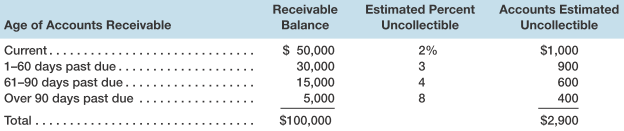 Receivable Estimated Percent Accounts Estimated
Age of Accounts Receivable Balance Uncollectible Uncollectible
Current . . . . . . . . . . . . . . . . . . . . . . . . . . . . $ 50,000 2% $1,000
1–60 days past due . . . . . . . . . . . . . . . . . . 30,000 3 900
61–90 days past due . . . . . . . . . . . . . . . . . 15,000 4 600
Over 90 days past due . . . . . . . . . . . . . . . 5,000 8 400
Total . . . . . . . . . . . . . . . . . . . . . . . . . . . . . . $100,000 $2,900